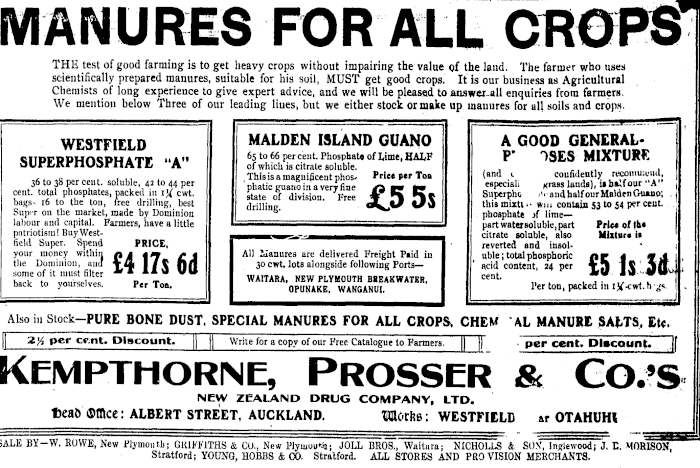 MANURES FOR ALL CROPS
THE test of good farming is to get heavy crops without impairing the value of the land. The farmer who uses
scientifically prepared manures, suitable for his soil, MUST get good crops. It is our business as Agricultural
Chemists of long experience to give expert advice, and we will be pleased to answer all enquiries from farmers.
We mention below Three of our leading lines, but we either stock or make up manures for all soils and crops.
WESTFIELD
SUPERPHOSPHATE "A"
36 to 38 per cent. soluble, 42 to 44 per
cent. total phosphates, packed in 1¼ cwt.
bags—16 to the ton, free drilling, best
Super on the market, made by Dominion
labour and capital. Farmers, have a little
patriotism! Buy West-
field Super. Spend
your money within
the Dominion, and
some of it must filter
back to yourselves.
PRICE,
£4 17s 6d
Per Ton.
MALDEN ISLAND GUANO
65 to 66 per cent. Phosphate of Lime, HALF
of which is citrate soluble.
This is a magnificent phos-
phatic guano in a very fine
state of division. Free
drilling.
Price per Ton
£5 5s
All Manures are delivered Freight Paid in
30 cwt. lots alongside following Ports—
WAITARA, NEW PLYMOUTH BREAKWATER,
OPUNAKE, WANGANUI.
A GOOD GENERAL-
P OSES MIXTURE
(and confidently recommend,
especiall grass lands), is half our "A"
Superpho and half our Malden Guano;
this mixt will contain 53 to 54 per cent.
phosphate of lime—
part water soluble, part
citrate soluble, also
reverted and insol-
uble; total phosphoric
acid content, 24 per
cent.
Price of the
Mixture is
£5 1s 3d
Per ton, packed in 1¼-cwt. bags.
Also in Stock—PURE BONE DUST, SPECIAL MANURES FOR ALL CROPS, CHEM AL MANURE SALTS, Etc.
2½ per cent. Discount.
Write for a copy of our Free Catalogue to Farmers.
per cent. Discount.
KEMPTHORNE, PROSSER & CO.'S
NEW ZEALAND DRUG COMPANY, LTD.
Head Office: ALBERT STREET, AUCKLAND. Works: WESTFIELD OTAHUHU
SALE BY—W. ROWE, New Plymouth; GRIFFITHS & CO., New Plymouth; JOLL BROS., Waitara; NICHOLLS & SON, Inglewood; J. E. MORISON,
Stratford; YOUNG, HOBBS & CO. Stratford. ALL STORES AND PROVISION MERCHANTS.